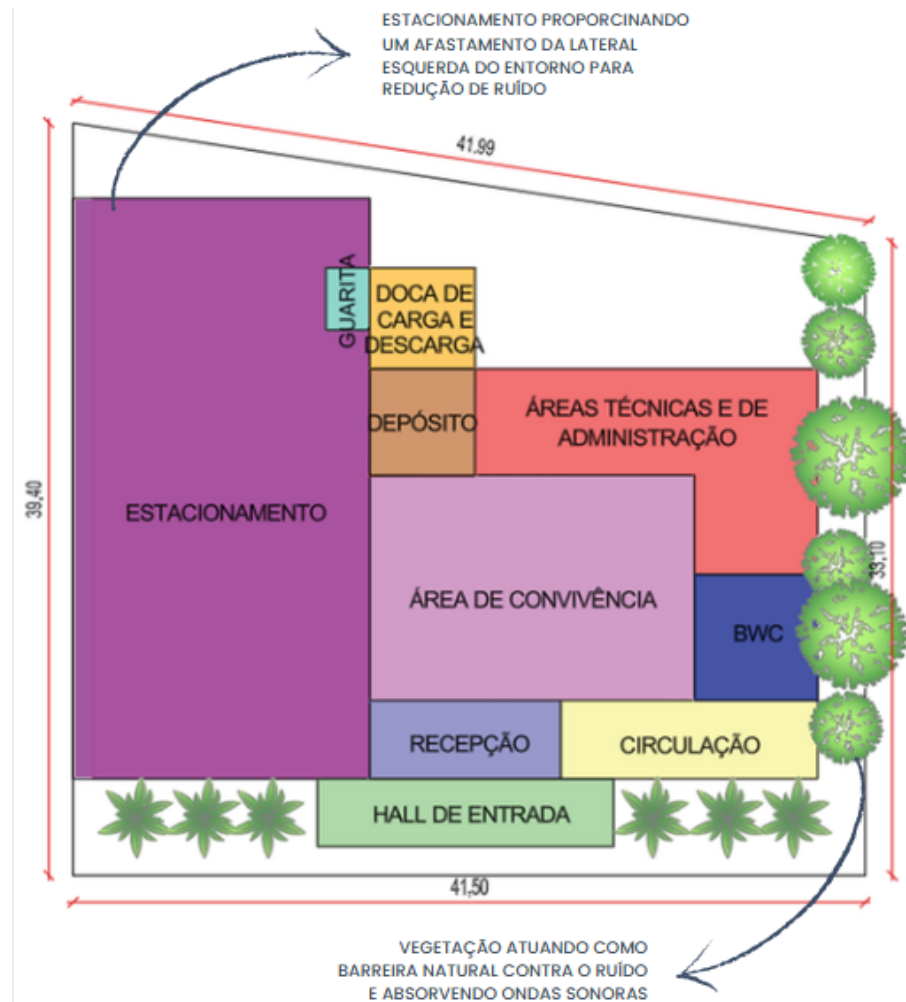 ESTACIONAMENTO PROPORCINANDO
UM AFASTAMENTO DA LATERAL
ESQUERDA DO ENTORNO PARA
REDUÇÃO DE RUÍDO
41.99
GUARITA
DOCA DE
CARGA E
DESCARGA
DEPÓSITO
ÁREAS TÉCNICAS E DE
ADMINISTRAÇÃO
39,40
ESTACIONAMENTO
33,10
ÁREA DE CONVIVÊNCIA
BWC
RECEPÇÃO
CIRCULAÇÃO
HALL DE ENTRADA
41,50
VEGETAÇÃO ATUANDO COMO
BARREIRA NATURAL CONTRA O RUÍDO
E ABSORVENDO ONDAS SONORAS